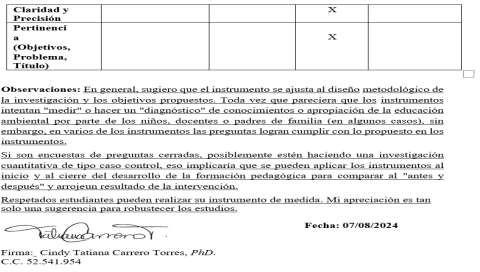 Claridad y
Precisión
X
Pertinenci
a
(Objetivos,
Problema,
Título)
X
Observaciones: En general, sugiero que el instrumento se ajusta al diseño metodológico de
la investigación y los objetivos propuestos. Toda vez que pareciera que los instrumentos
intentan "medir" o hacer un "diagnóstico" de conocimientos o apropiación de la educación
ambiental por parte de los niños, docentes o padres de familia (en algunos casos), sin
embargo, en varios de los instrumentos las preguntas logran cumplir con lo propuesto en los
instrumentos.
Si son encuestas de preguntas cerradas, posiblemente estén haciendo una investigación
cuantitativa de tipo caso control, eso implicaría que se pueden aplicar los instrumentos al
inicio y al cierre del desarrollo de la formación pedagógica para comparar al "antes y
después" y arrojeun resultado de la intervención.
Respetados estudiantes pueden realizar su instrumento de medida. Mi apreciación es tan
solo una sugerencia para robustecer los estudios.
Fecha: 07/08/2024
Tatiana Carrero T.
Firma:_ Cindy Tatiana Carrero Torres, PhD.
C.C. 52.541.954